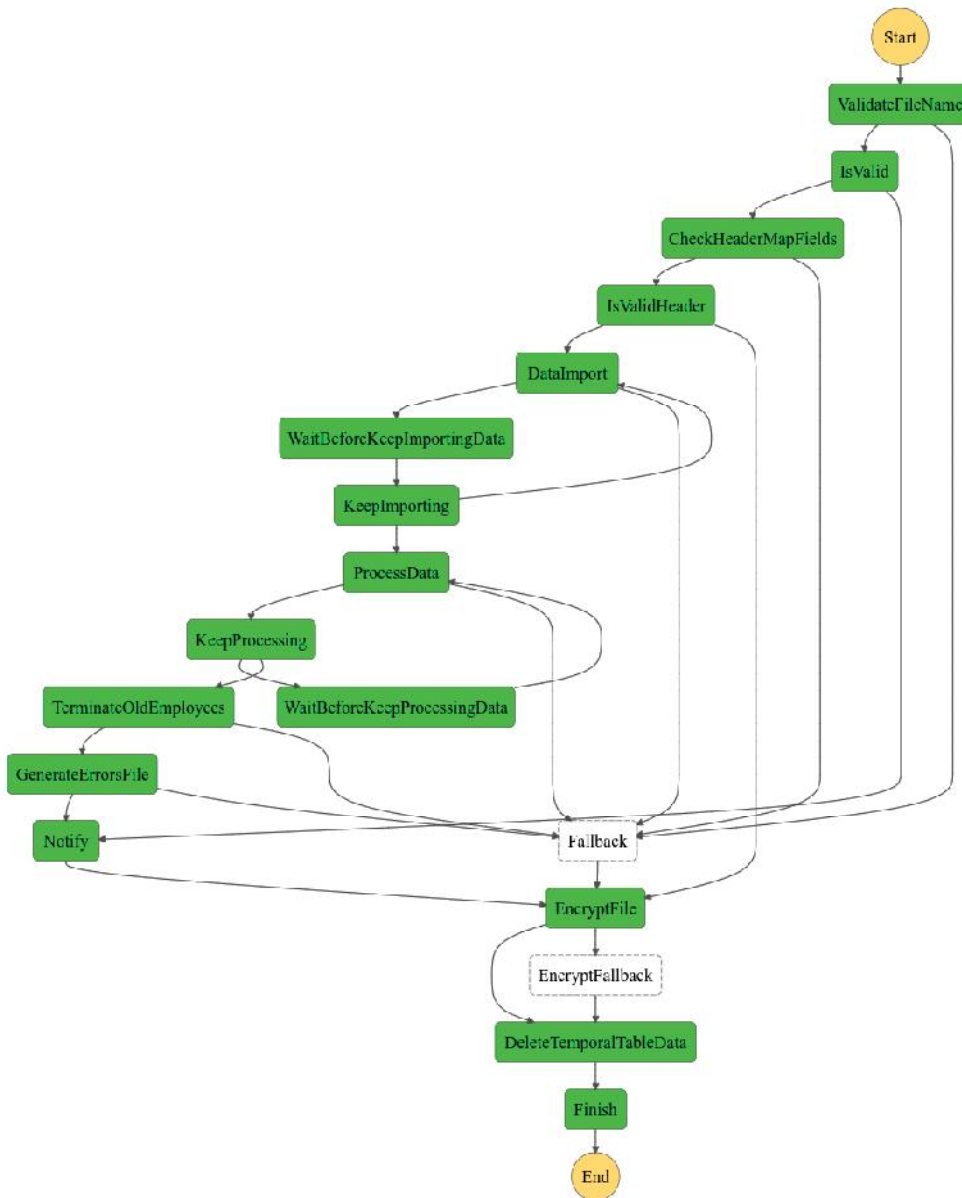 Start
ValidateFileName
IsValid
CheckHeaderMapFields
IsValidHeader
DataImport
WaitBeforeKeepImportingData
KeepImporting
ProcessData
KeepProcessing
TerminateOldEmployees
WaitBeforeKeepProcessingData
GenerateErrorsFile
Notify
Fallback
EncryptFile
EncryptFallback
DeleteTemporalTableData
Finish
End